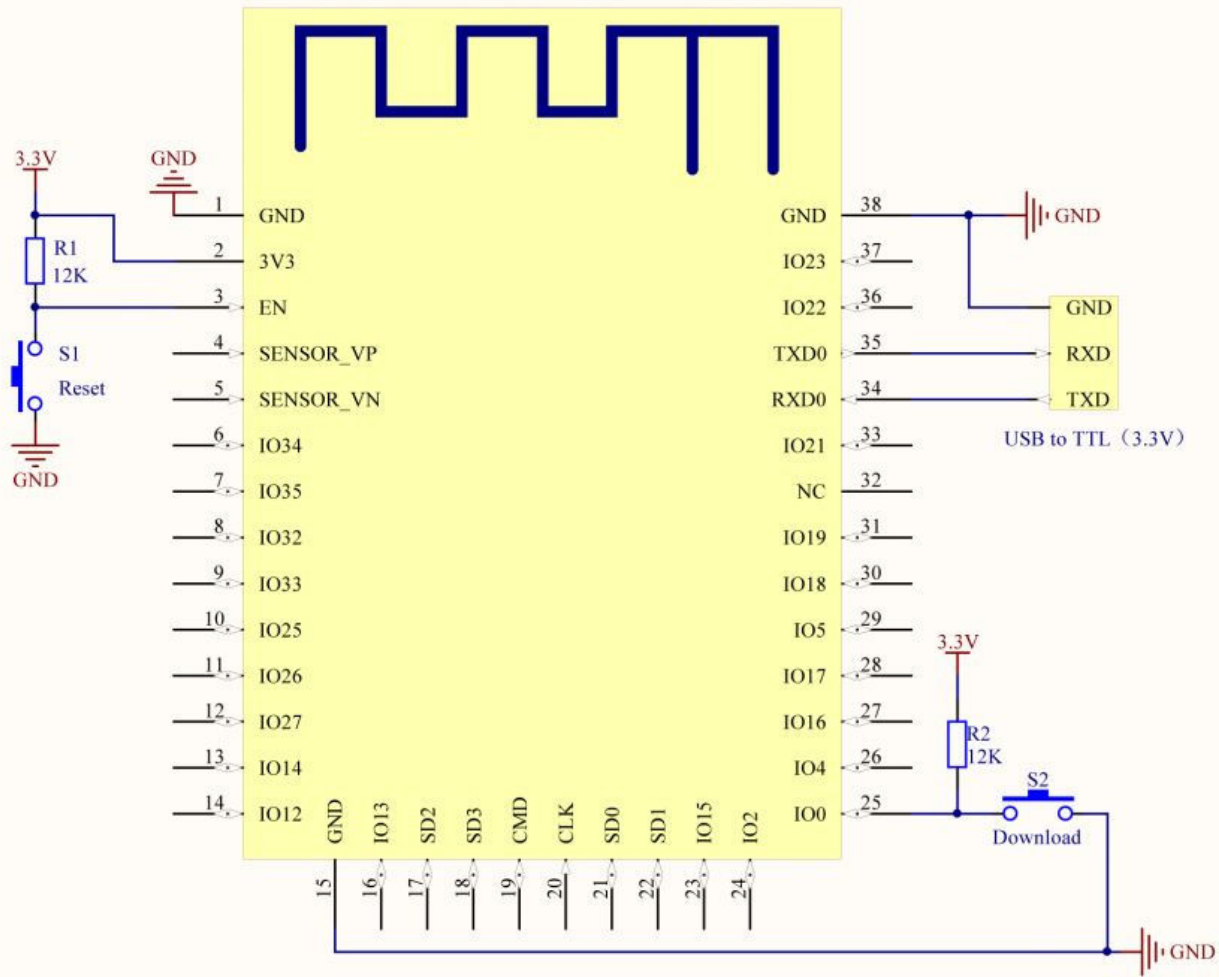 3.3V
GND
R1
12K
S1
Reset
GND
1 GND
2 3V3
3 EN
4 SENSOR_VP
5 SENSOR_VN
6 IO34
7 IO35
8 IO32
9 IO33
10 IO25
11 IO26
12 IO27
13 IO14
14 IO12
GND 15
IO13 16
SD2 17
SD3 18
CMD 19
CLK 20
SD0 21
SD1 22
IO15 23
IO2 24
GND 38
IO23 37
IO22 36
TXD0 35
RXD0 34
IO21 33
NC 32
IO19 31
IO18 30
IO5 29
IO17 28
IO16 27
IO4 26
IO0 25
GND
GND
RXD
TXD
USB to TTL（3.3V）
3.3V
R2
12K
S2
Download
GND